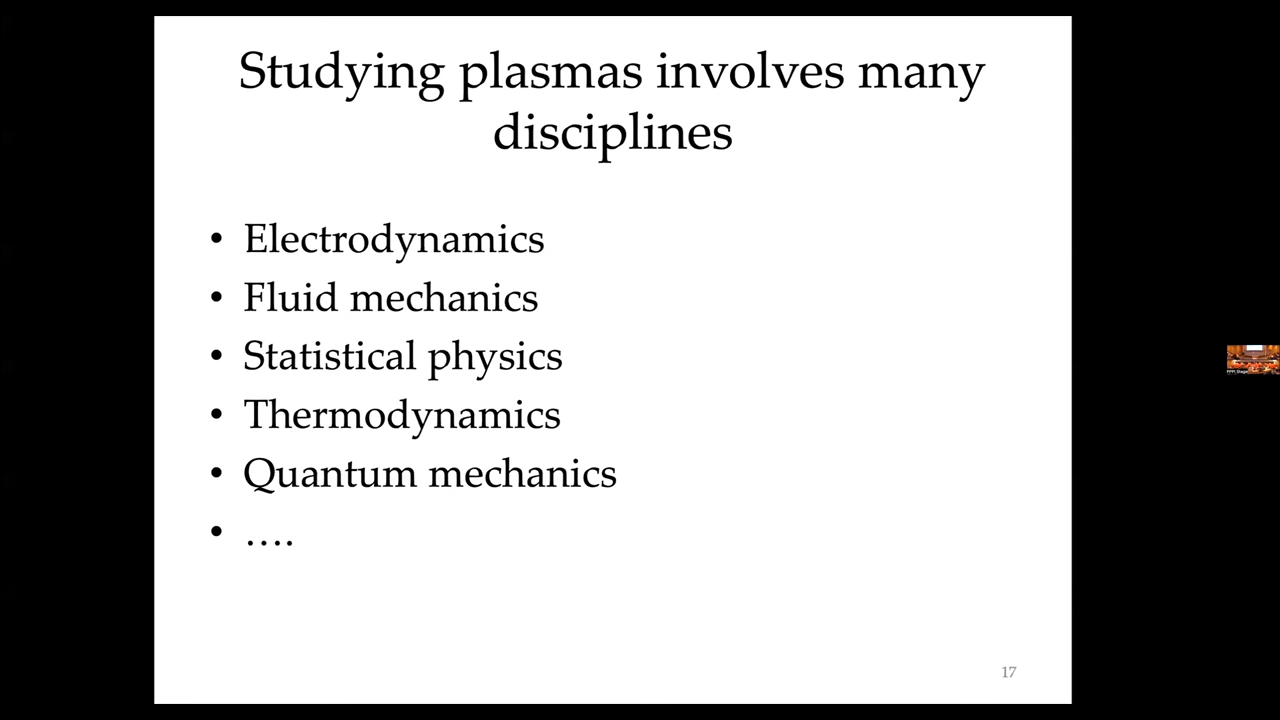 Studying plasmas involves many
disciplines
• Electrodynamics
• Fluid mechanics
• Statistical physics
• Thermodynamics
• Quantum mechanics
• ....
17